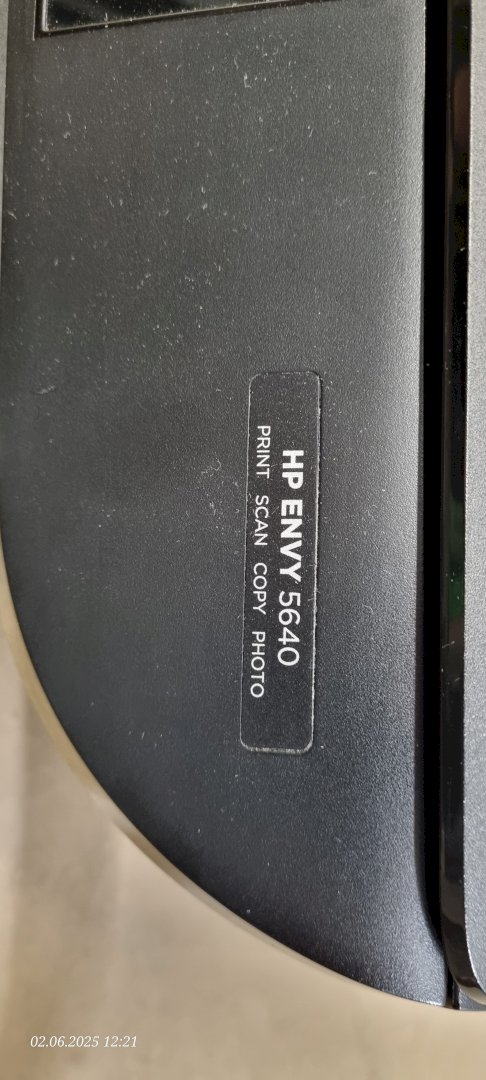 HP ENVY 5640
PRINT SCAN COPY PHOTO
02.06.2025 12:21